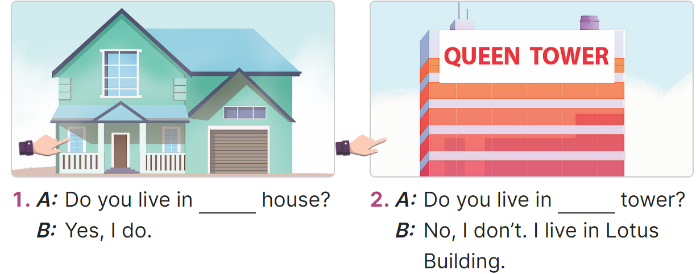 QUEEN TOWER
1. A: Do you live in _____ house?
B: Yes, I do.
2. A: Do you live in _____ tower?
B: No, I don't. I live in Lotus
Building.